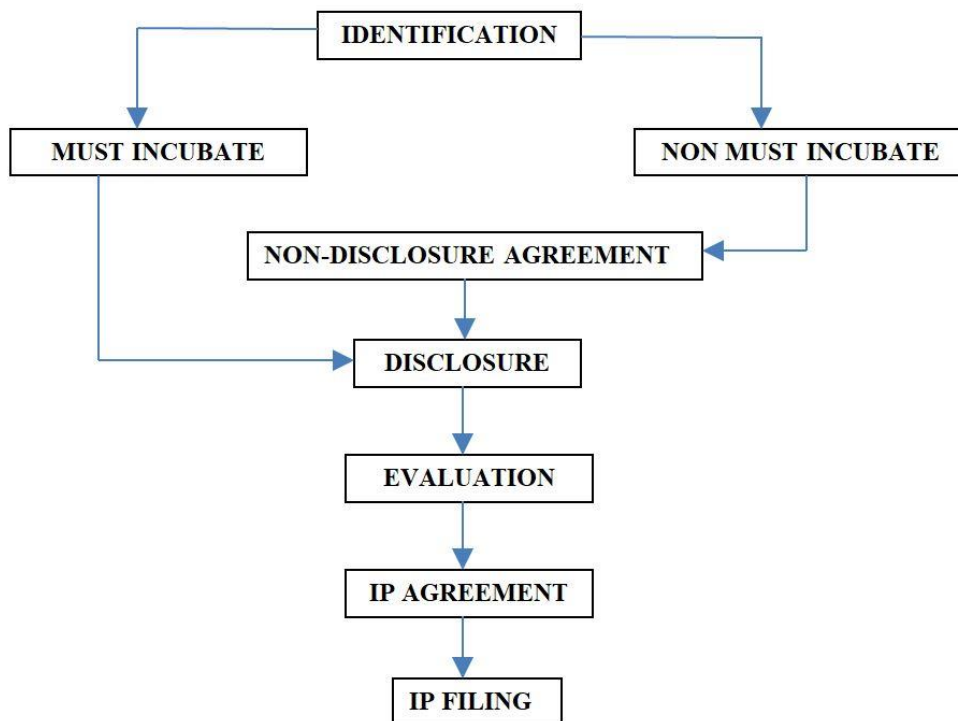 IDENTIFICATION
MUST INCUBATE
NON MUST INCUBATE
NON-DISCLOSURE AGREEMENT
DISCLOSURE
EVALUATION
IP AGREEMENT
IP FILING